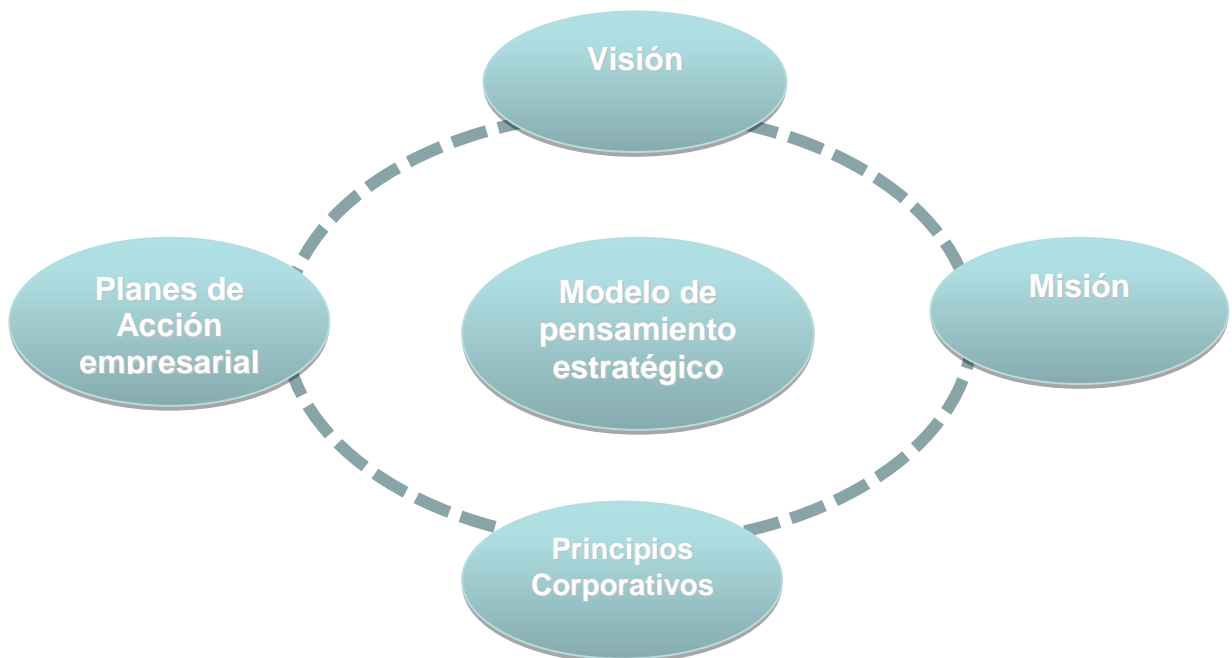 Visión
Planes de
Acción
empresarial
Modelo de
pensamiento
estratégico
Misión
Principios
Corporativos